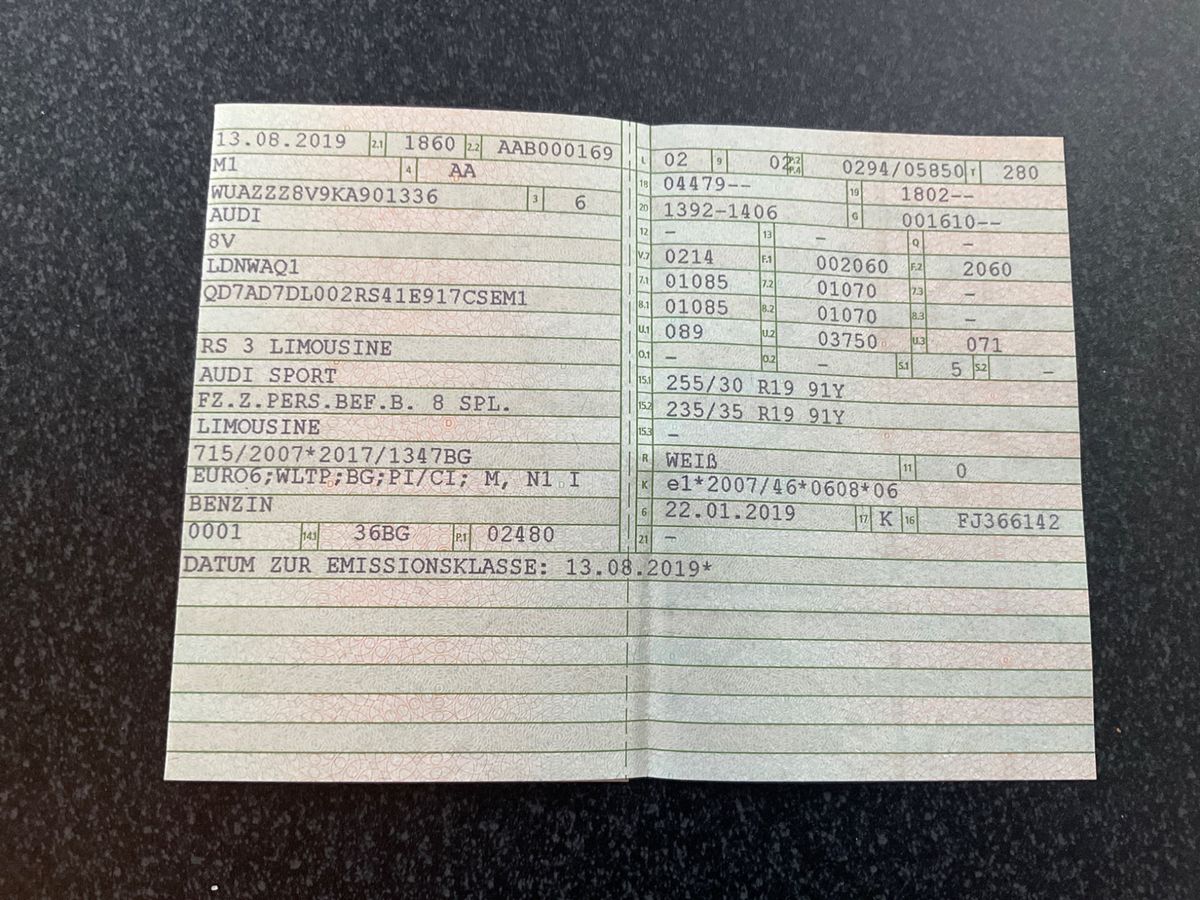 13.08.2019 2.1 1860 2.2 AAB000169
M1 4 AA
WUAZZZ8V9KA901336 3 6
AUDI
8V
LDNWAQ1
QD7AD7DL002RS41E917CSEM1
RS 3 LIMOUSINE
AUDI SPORT
FZ.Z.PERS.BEF.B. 8 SPL.
LIMOUSINE
715/2007*2017/1347BG
EURO6;WLTP;BG;PI/CI; M, N1 I
BENZIN
0001 14.1 36BG P.1 02480
L 02 9 02 P.2 P.4 0294/05850 T 280
18 04479-- 19 1802--
20 1392-1406 G 001610--
12 - 13 - Q -
V.7 0214 F.1 002060 F.2 2060
7.1 01085 7.2 01070 7.3 -
8.1 01085 8.2 01070 8.3 -
U.1 089 U.2 03750 U.3 071
O.1 - O.2 - S.1 5 S.2 -
15.1 255/30 R19 91Y
15.2 235/35 R19 91Y
15.3 -
R WEIß 11 0
K e1*2007/46*0608*06
6 22.01.2019 17 K 16 FJ366142
21 -
DATUM ZUR EMISSIONSKLASSE: 13.08.2019*